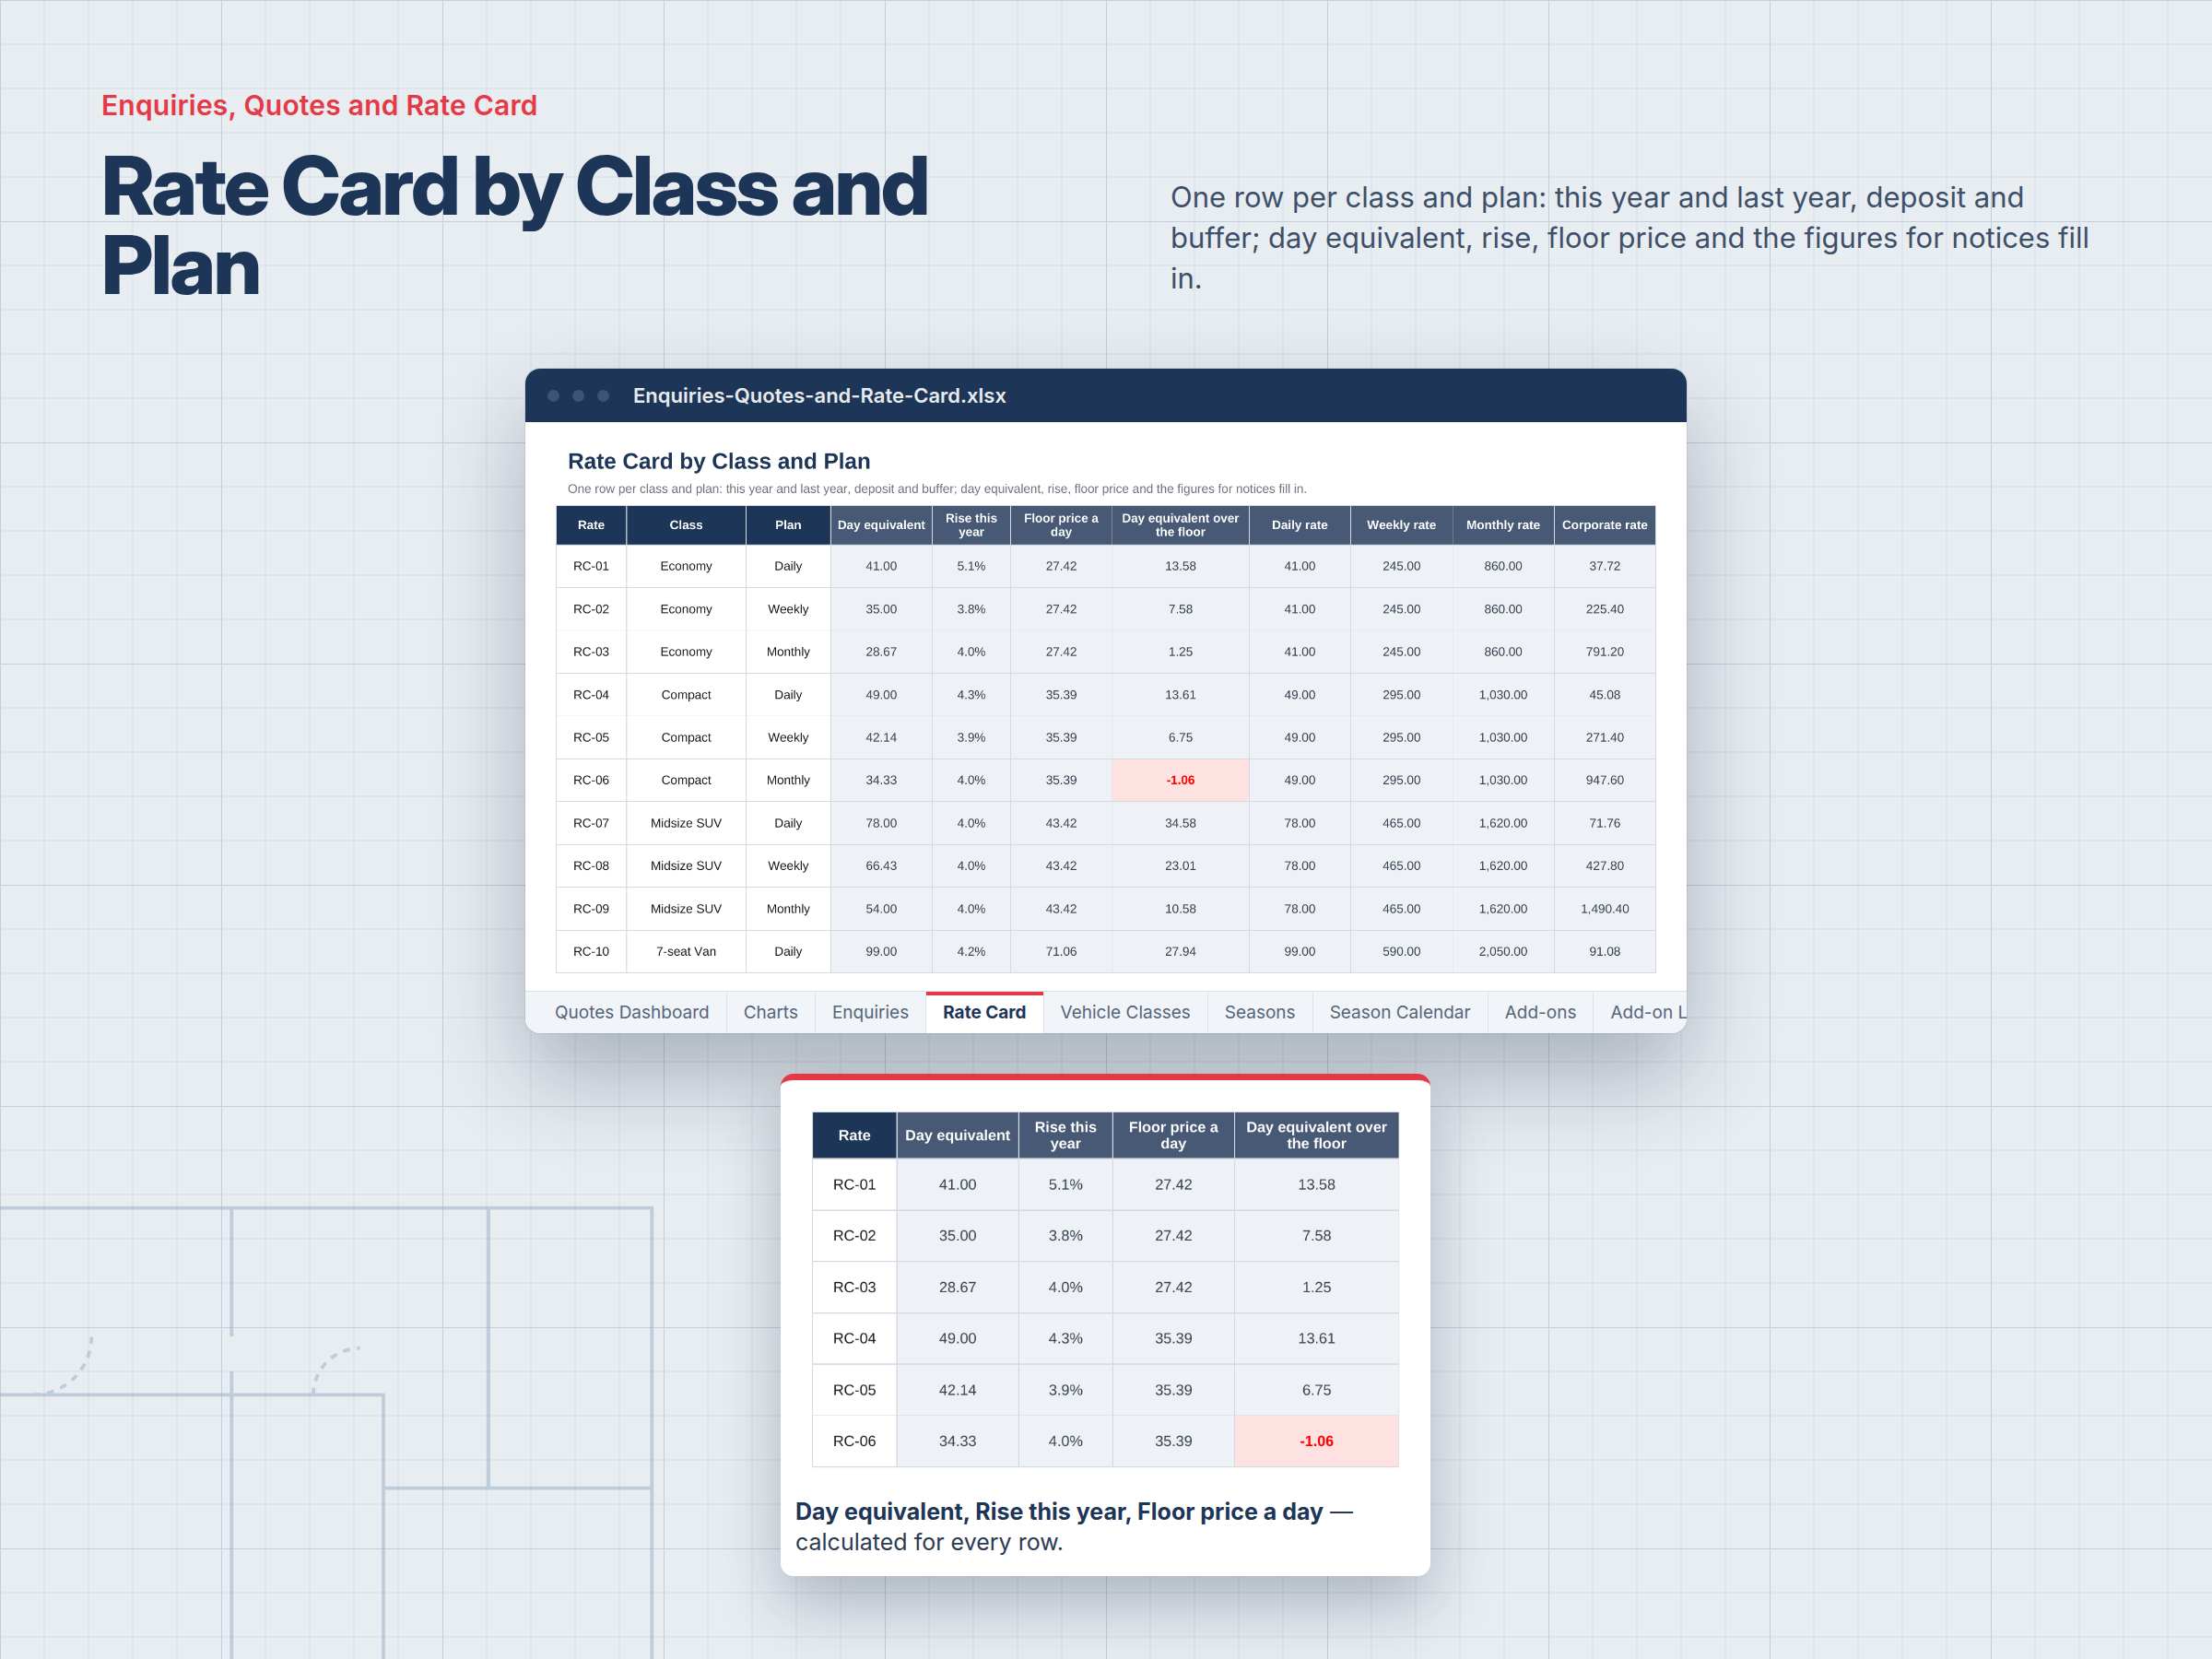 Enquiries, Quotes and Rate Card
Rate Card by Class and
Plan
One row per class and plan: this year and last year, deposit and
buffer; day equivalent, rise, floor price and the figures for notices fill
in.
Enquiries-Quotes-and-Rate-Card.xlsx
Rate Card by Class and Plan
One row per class and plan: this year and last year, deposit and buffer; day equivalent, rise, floor price and the figures for notices fill in.
Rate Class Plan Day equivalent Rise this year Floor price a day Day equivalent over the floor Daily rate Weekly rate Monthly rate Corporate rate
RC-01 Economy Daily 41.00 5.1% 27.42 13.58 41.00 245.00 860.00 37.72
RC-02 Economy Weekly 35.00 3.8% 27.42 7.58 41.00 245.00 860.00 225.40
RC-03 Economy Monthly 28.67 4.0% 27.42 1.25 41.00 245.00 860.00 791.20
RC-04 Compact Daily 49.00 4.3% 35.39 13.61 49.00 295.00 1,030.00 45.08
RC-05 Compact Weekly 42.14 3.9% 35.39 6.75 49.00 295.00 1,030.00 271.40
RC-06 Compact Monthly 34.33 4.0% 35.39 -1.06 49.00 295.00 1,030.00 947.60
RC-07 Midsize SUV Daily 78.00 4.0% 43.42 34.58 78.00 465.00 1,620.00 71.76
RC-08 Midsize SUV Weekly 66.43 4.0% 43.42 23.01 78.00 465.00 1,620.00 427.80
RC-09 Midsize SUV Monthly 54.00 4.0% 43.42 10.58 78.00 465.00 1,620.00 1,490.40
RC-10 7-seat Van Daily 99.00 4.2% 71.06 27.94 99.00 590.00 2,050.00 91.08
Quotes Dashboard Charts Enquiries Rate Card Vehicle Classes Seasons Season Calendar Add-ons Add-on L
Rate Day equivalent Rise this year Floor price a day Day equivalent over the floor
RC-01 41.00 5.1% 27.42 13.58
RC-02 35.00 3.8% 27.42 7.58
RC-03 28.67 4.0% 27.42 1.25
RC-04 49.00 4.3% 35.39 13.61
RC-05 42.14 3.9% 35.39 6.75
RC-06 34.33 4.0% 35.39 -1.06
Day equivalent, Rise this year, Floor price a day —
calculated for every row.